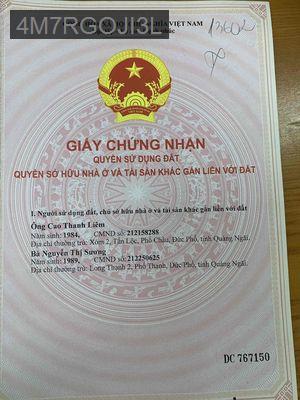 4M7RGOJI3L
13602
GIẤY CHỨNG NHẬN
QUYỀN SỬ DỤNG ĐẤT
QUYỀN SỞ HỮU NHÀ Ở VÀ TÀI SẢN KHÁC GẮN LIỀN VỚI ĐẤT
I. Người sử dụng đất, chủ sở hữu nhà ở và tài sản khác gắn liền với đất
Ông Cao Thanh Liêm
Năm sinh: 1984, CMND số: 212158288
Địa chỉ thường trú: Xóm 2, Tân Lộc, Phổ Châu, Đức Phổ, tỉnh Quảng Ngãi.
Bà Nguyễn Thị Sương
Năm sinh: 1989, CMND số: 212250625
Địa chỉ thường trú: Long Thạnh 2, Phổ Thạnh, Đức Phổ, tỉnh Quảng Ngãi.
DC 767150